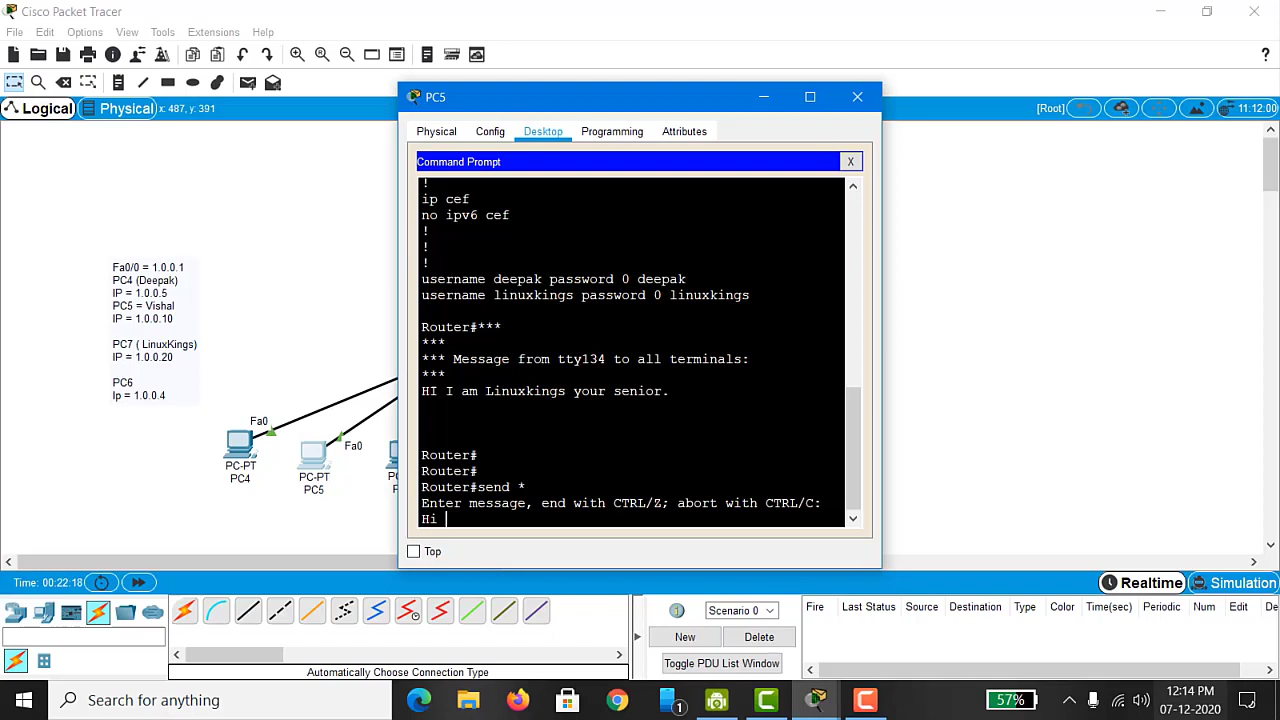 Cisco Packet Tracer
File Edit Options View Tools Extensions Window Help
?
Logical Physical x: 487, y: 391 [Root] 11:12:00
PC5
Physical Config Desktop Programming Attributes
Command Prompt X
!
ip cef
no ipv6 cef
!
!
!
username deepak password 0 deepak
username linuxkings password 0 linuxkings
Router#***
***
*** Message from tty134 to all terminals:
***
HI I am Linuxkings your senior.
Router#
Router#
Router#send *
Enter message, end with CTRL/Z; abort with CTRL/C:
Hi
Top
Fa0/0 = 1.0.0.1
PC4 (Deepak)
IP = 1.0.0.5
PC5 = Vishal
IP = 1.0.0.10
PC7 ( LinuxKings)
IP = 1.0.0.20
PC6
Ip = 1.0.0.4
Fa0
Fa0
PC-PT
PC4
PC-PT
PC5
Time: 00:22:18 Realtime Simulation
Scenario 0
New Delete
Toggle PDU List Window
Fire Last Status Source Destination Type Color Time(sec) Periodic Num Edit De
Automatically Choose Connection Type
Search for anything 1 57% 12:14 PM
07-12-2020